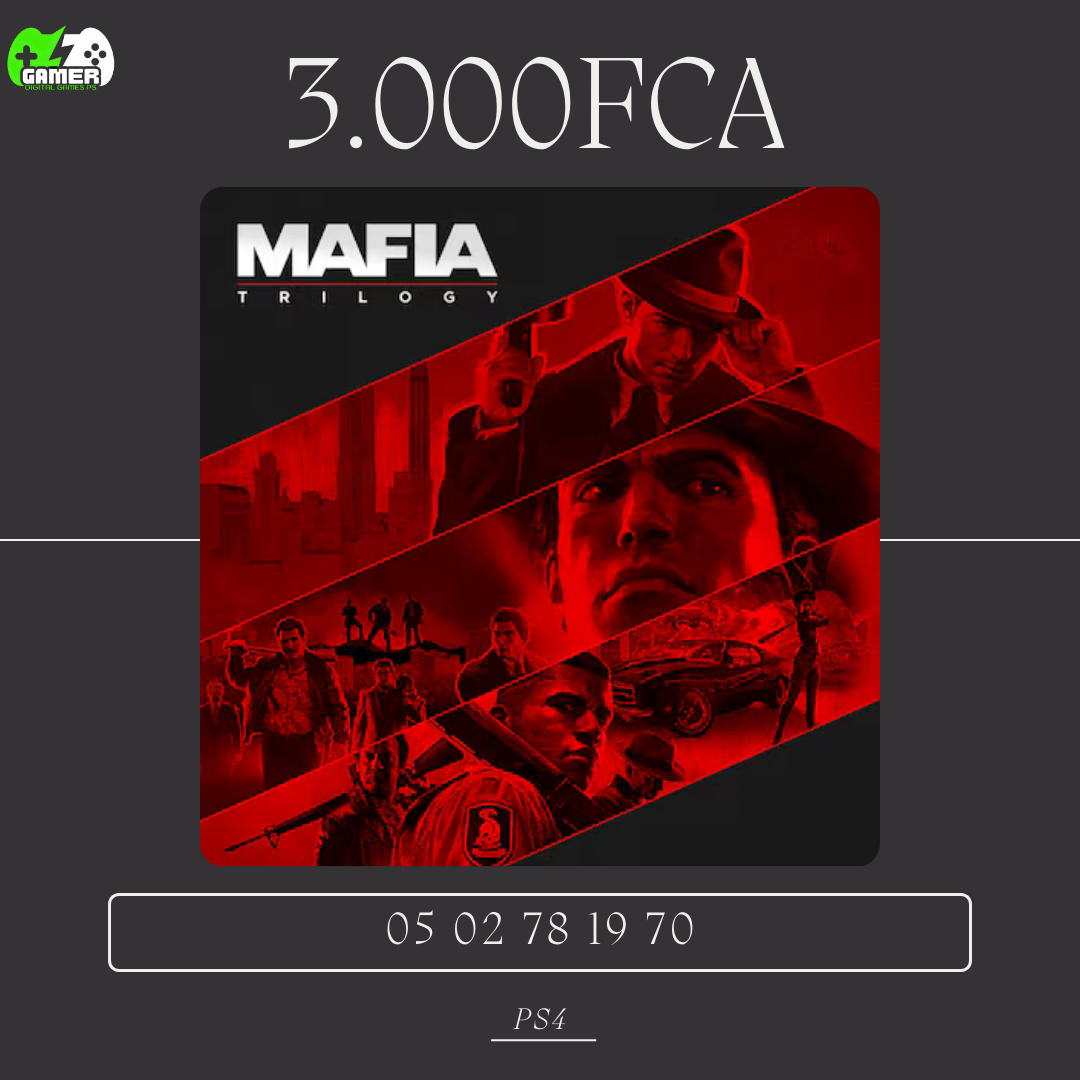 GAMER
DIGITAL GAMES PS
3.000FCA
MAFIA
TRILOGY
05 02 78 19 70
PS4